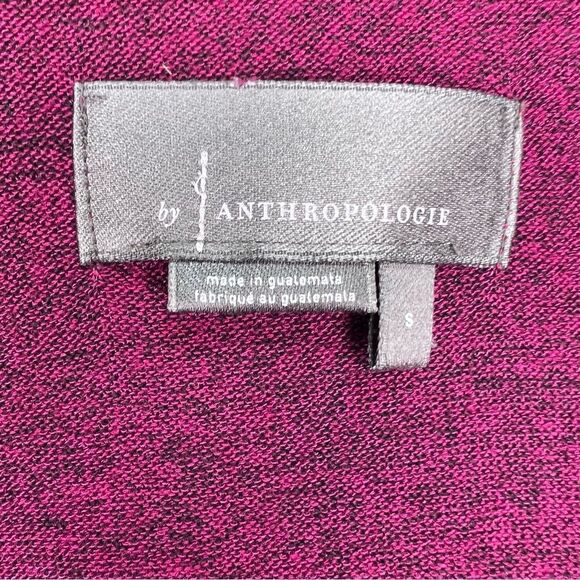 by ANTHROPOLOGIE
made in guatemala
fabriqué au guatemala
S